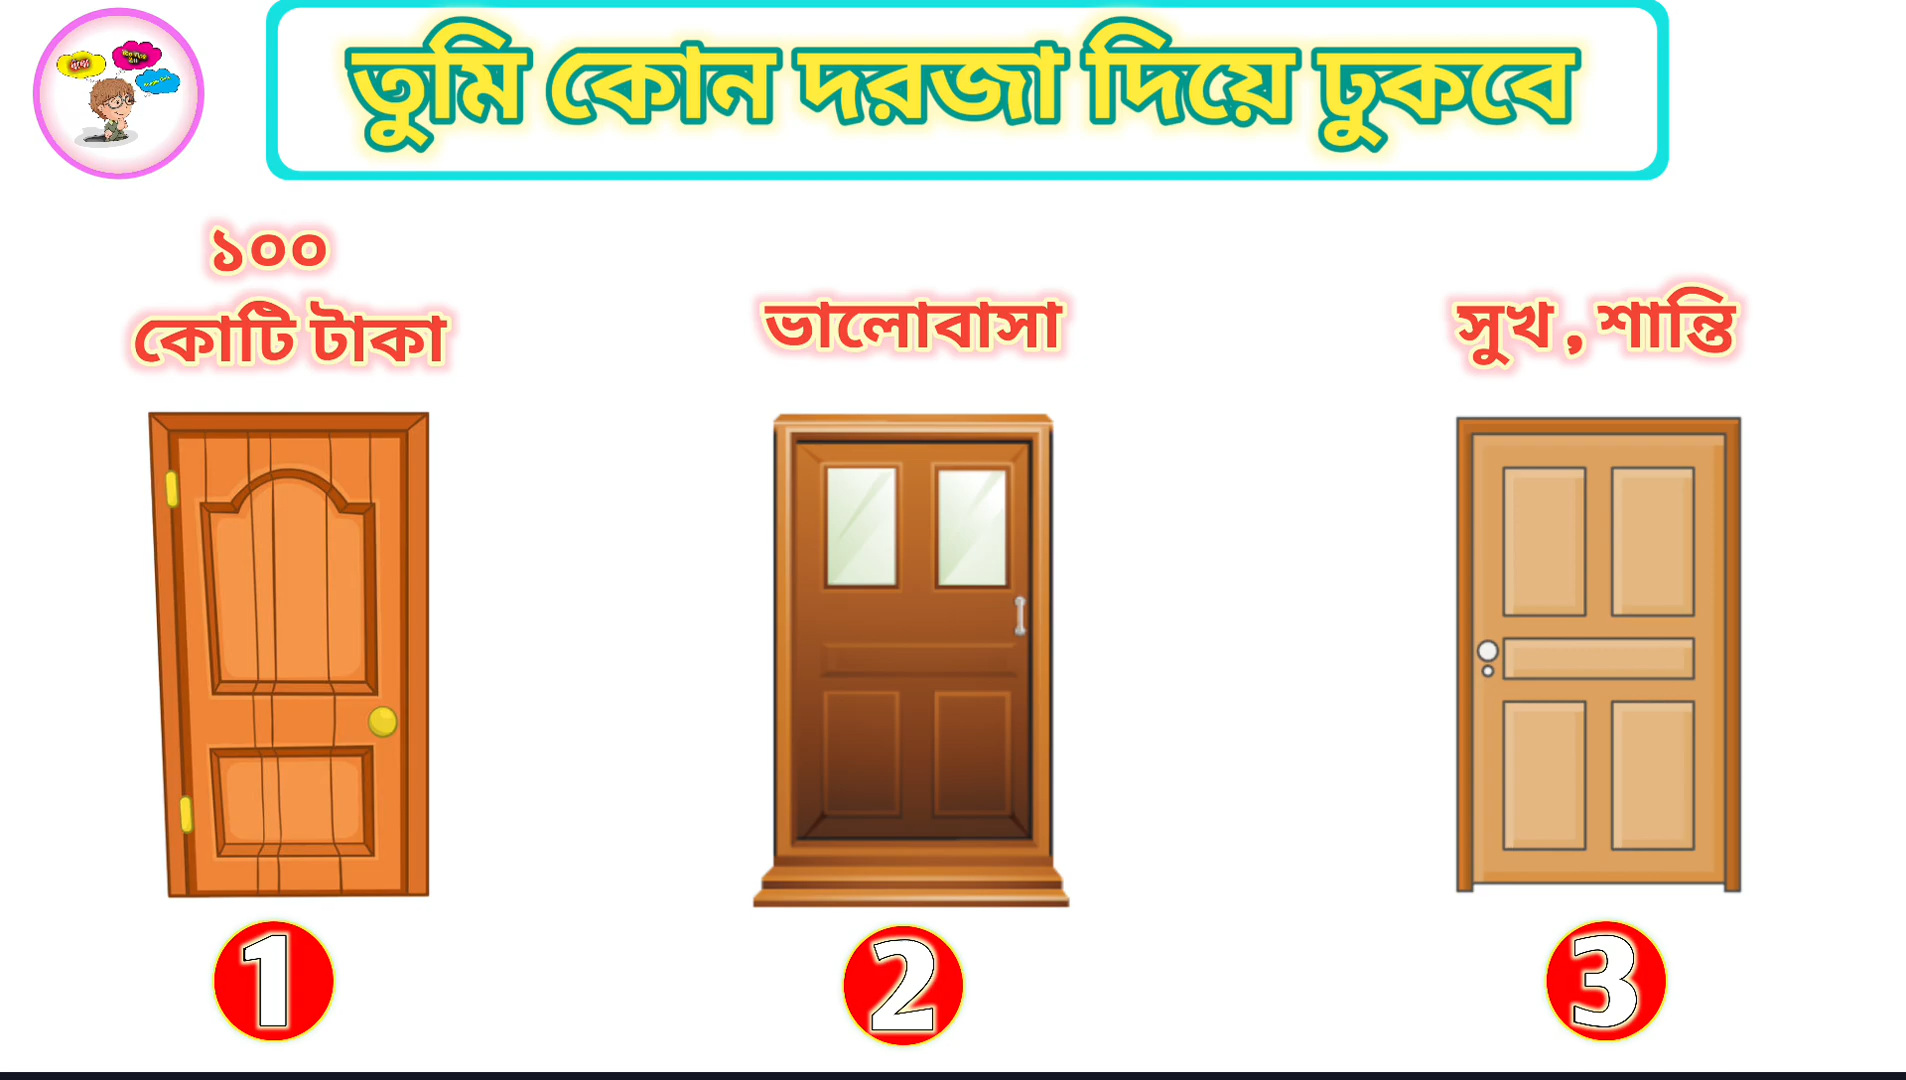 তুমি কোন দরজা দিয়ে ঢুকবে
১০০
কোটি টাকা
ভালোবাসা
সুখ , শান্তি
1
2
3